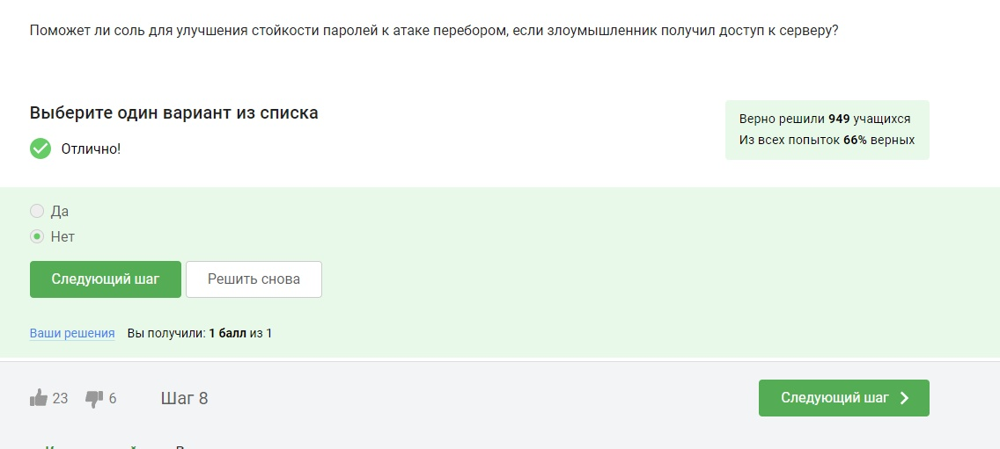 Поможет ли соль для улучшения стойкости паролей к атаке перебором, если злоумышленник получил доступ к серверу?
Выберите один вариант из списка
Верно решили 949 учащихся
Из всех попыток 66% верных
Отлично!
Да
Нет
Следующий шаг
Решить снова
Ваши решения Вы получили: 1 балл из 1
23 6 Шаг 8 Следующий шаг